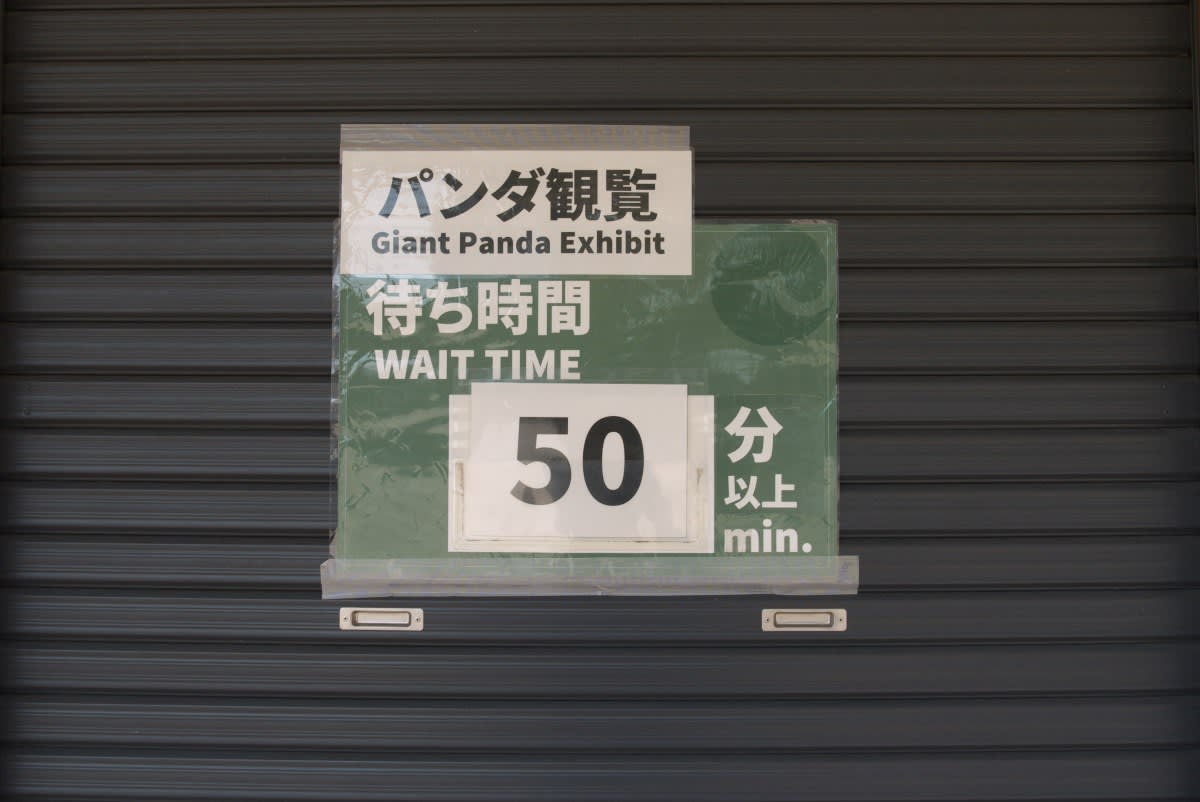 パンダ観覧
Giant Panda Exhibit
待ち時間
WAIT TIME
50
分
以上
min.